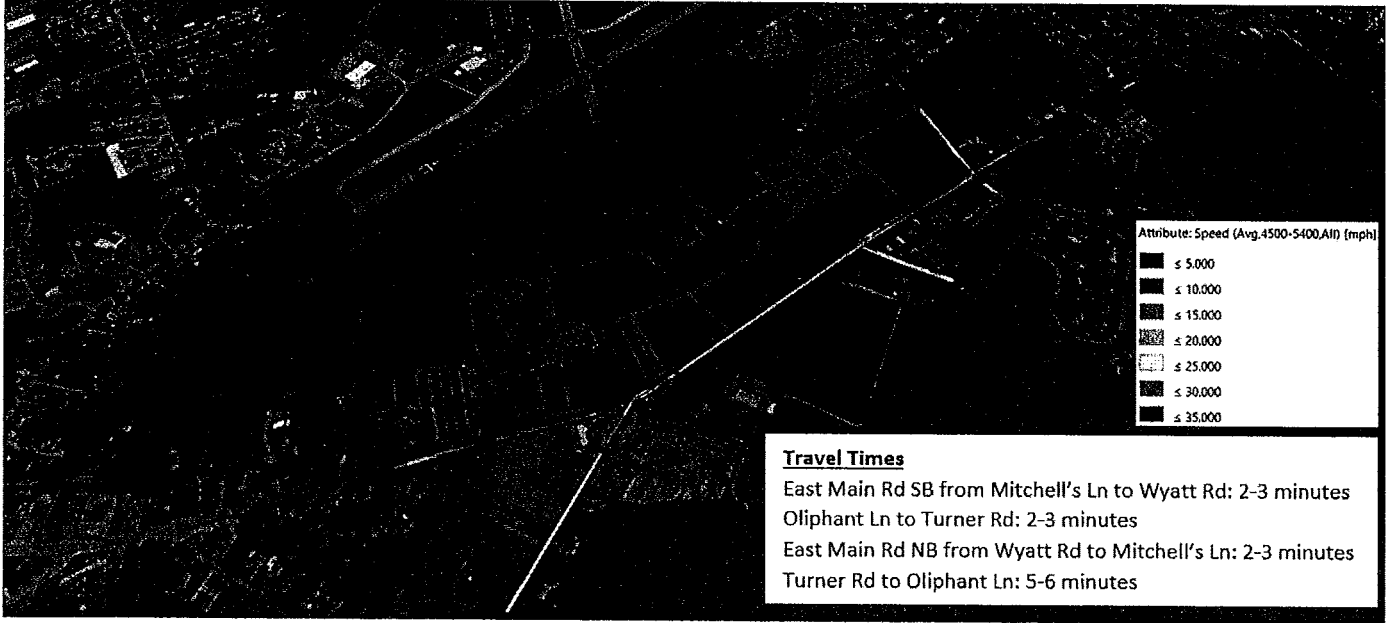 Attribute: Speed (Avg,4500-5400,All) [mph]
≤ 5.000
≤ 10.000
≤ 15.000
≤ 20.000
≤ 25.000
≤ 30.000
≤ 35.000
Travel Times
East Main Rd SB from Mitchell's Ln to Wyatt Rd: 2-3 minutes
Oliphant Ln to Turner Rd: 2-3 minutes
East Main Rd NB from Wyatt Rd to Mitchell's Ln: 2-3 minutes
Turner Rd to Oliphant Ln: 5-6 minutes